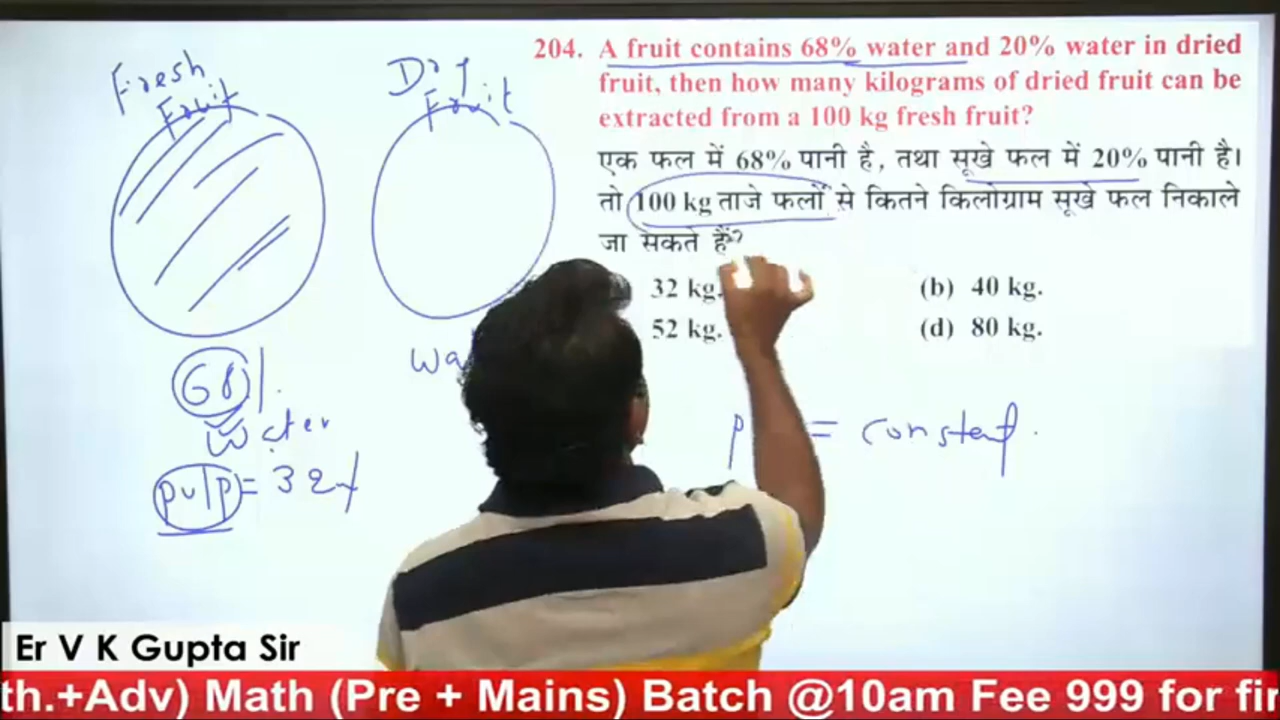 Fresh
Fruit
Dry
Fruit
68%
Water
pulp = 32%
204. A fruit contains 68% water and 20% water in dried
fruit, then how many kilograms of dried fruit can be
extracted from a 100 kg fresh fruit?
एक फल में 68% पानी है, तथा सूखे फल में 20% पानी है।
तो 100 kg ताजे फलों से कितने किलोग्राम सूखे फल निकाले
जा सकते हैं?
32 kg. (b) 40 kg.
52 kg. (d) 80 kg.
= constant.
Er V K Gupta Sir
th.+Adv) Math (Pre + Mains) Batch @10am Fee 999 for fir